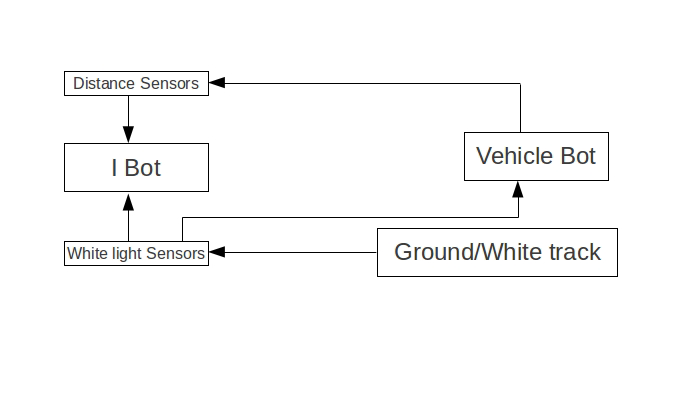 Distance Sensors
I Bot
Vehicle Bot
White light Sensors
Ground/White track